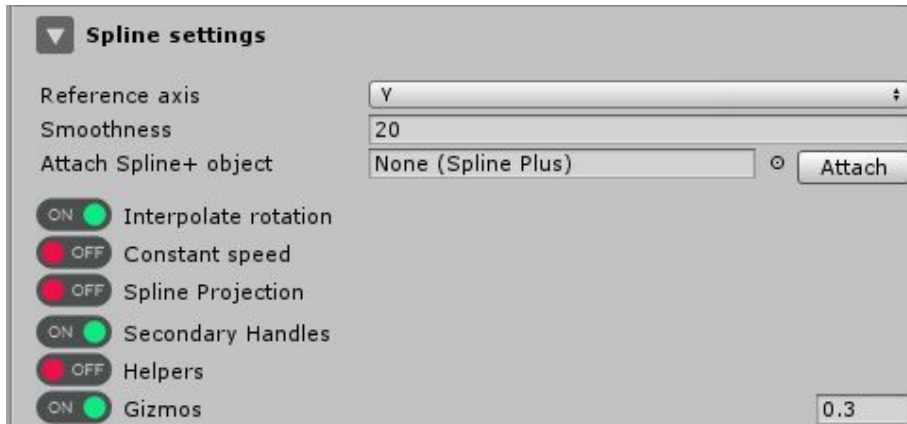 Spline settings
Reference axis Y
Smoothness 20
Attach Spline+ object None (Spline Plus) Attach
ON Interpolate rotation
OFF Constant speed
OFF Spline Projection
ON Secondary Handles
OFF Helpers
ON Gizmos 0.3